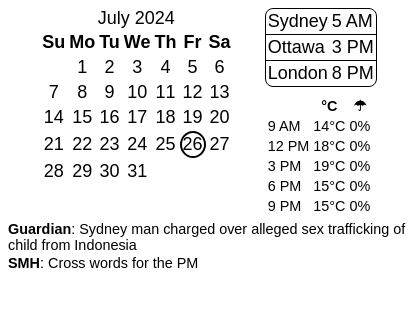 July 2024
Su Mo Tu We Th Fr Sa
1 2 3 4 5 6
7 8 9 10 11 12 13
14 15 16 17 18 19 20
21 22 23 24 25 26 27
28 29 30 31
Sydney 5 AM
Ottawa 3 PM
London 8 PM
°C ☂
9 AM 14°C 0%
12 PM 18°C 0%
3 PM 19°C 0%
6 PM 15°C 0%
9 PM 15°C 0%
Guardian: Sydney man charged over alleged sex trafficking of
child from Indonesia
SMH: Cross words for the PM